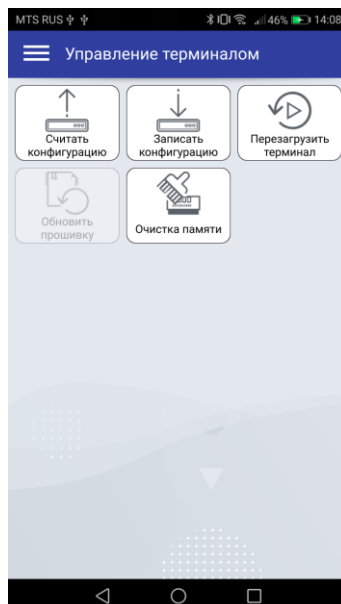 MTS RUS 46% 14:08
Управление терминалом
Считать
конфигурацию
Записать
конфигурацию
Перезагрузить
терминал
Обновить
прошивку
Очистка памяти